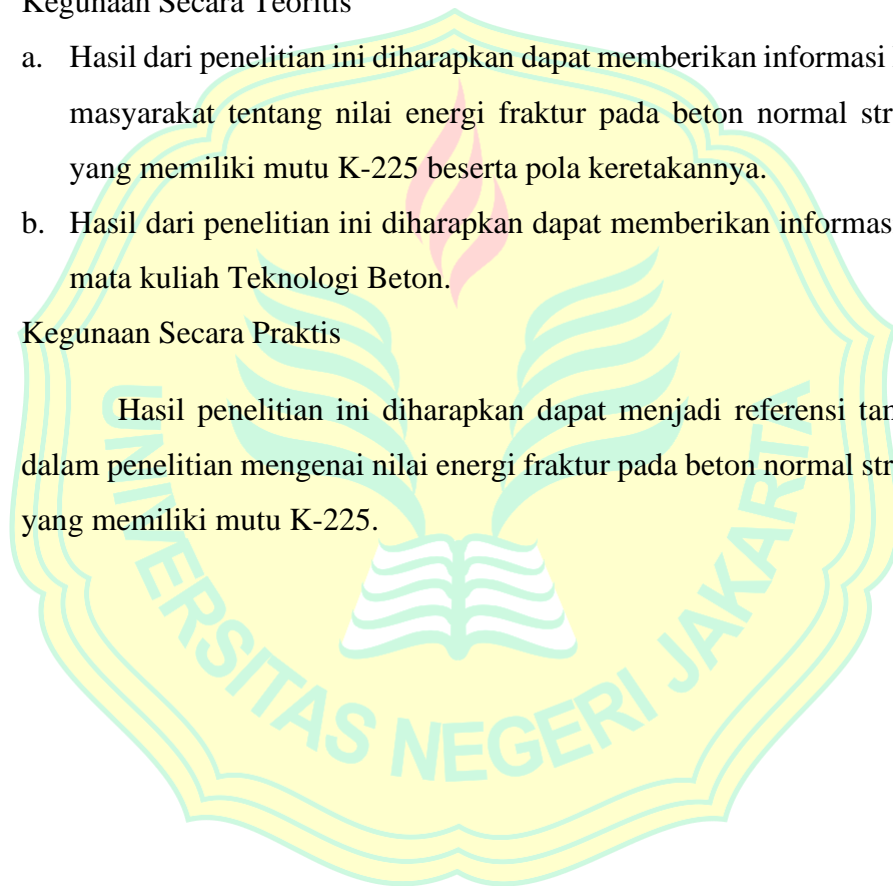 Kegunaan Secara Teoritis
a. Hasil dari penelitian ini diharapkan dapat memberikan informasi
masyarakat tentang nilai energi fraktur pada beton normal str
yang memiliki mutu K-225 beserta pola keretakannya.
b. Hasil dari penelitian ini diharapkan dapat memberikan informas
mata kuliah Teknologi Beton.
Kegunaan Secara Praktis
Hasil penelitian ini diharapkan dapat menjadi referensi tam
dalam penelitian mengenai nilai energi fraktur pada beton normal str
yang memiliki mutu K-225.
UNIVERSITAS NEGERI JAKARTA